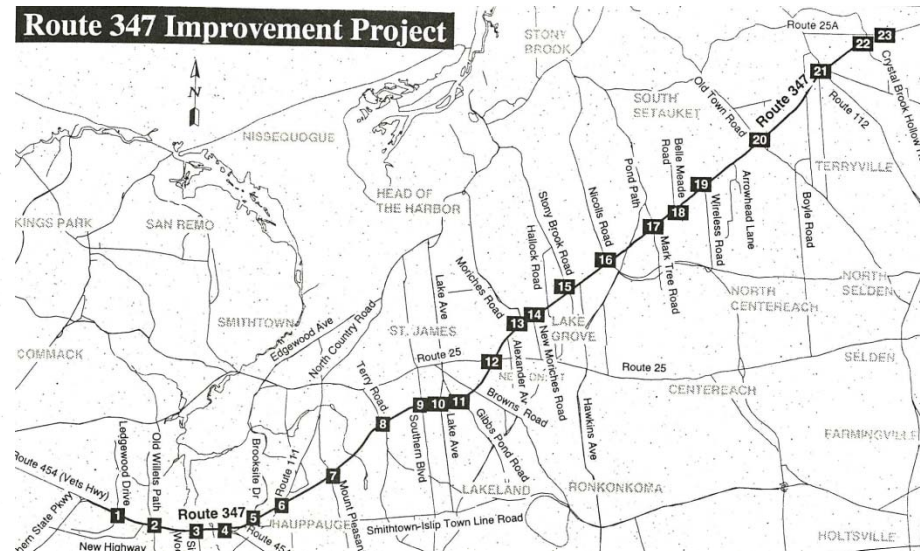 Route 347 Improvement Project
N
STONY
BROOK
Route 25A
22
23
21
Crystal Brook Hollow
Old Town Road
Route 347
Route 112
SOUTH
SETAUKET
20
TERRYVILLE
NISSEQUOGUE
Belle Meade
Road
19
Pond Path
18
Wireless Road
Arrowhead Lane
Boyle Road
HEAD OF
THE HARBOR
KINGS PARK
SAN REMO
Nicolls Road
Stony Brook Road
Hallock Road
17
Mark Tree Road
16
Moriches Road
Lake Ave
15
NORTH
SELDEN
NORTH
CENTEREACH
SMITHTOWN
Edgewood Ave
North Country Road
ST. JAMES
14
13
LAKE
GROVE
New Moriches Road
Alexander Av
COMMACK
Route 25
12
Route 25
SELDEN
CENTEREACH
Terry Road
Browns Road
Hawkins Ave
9
10
11
8
Southern Blvd
Lake Ave
Gibbs Pond Road
FARMINGVILLE
Ledgewood Drive
Old Willets Path
Brookside Dr
Route 111
7
Mount Pleasant
LAKELAND
RONKONKOMA
Route 454 (Vets Hwy)
Route 347
6
HAUPPAUGE
Smithtown-Islip Town Line Road
1
2
3
4
5
New Highway
HOLTSVILLE